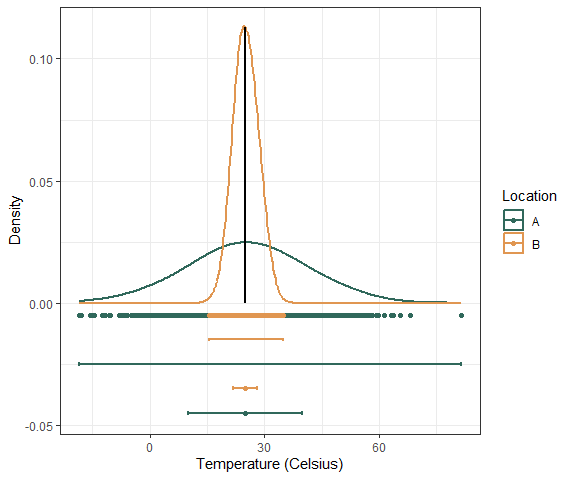 0.10
0.05
0.00
-0.05
Density
0
30
60
Temperature (Celsius)
Location
A
B